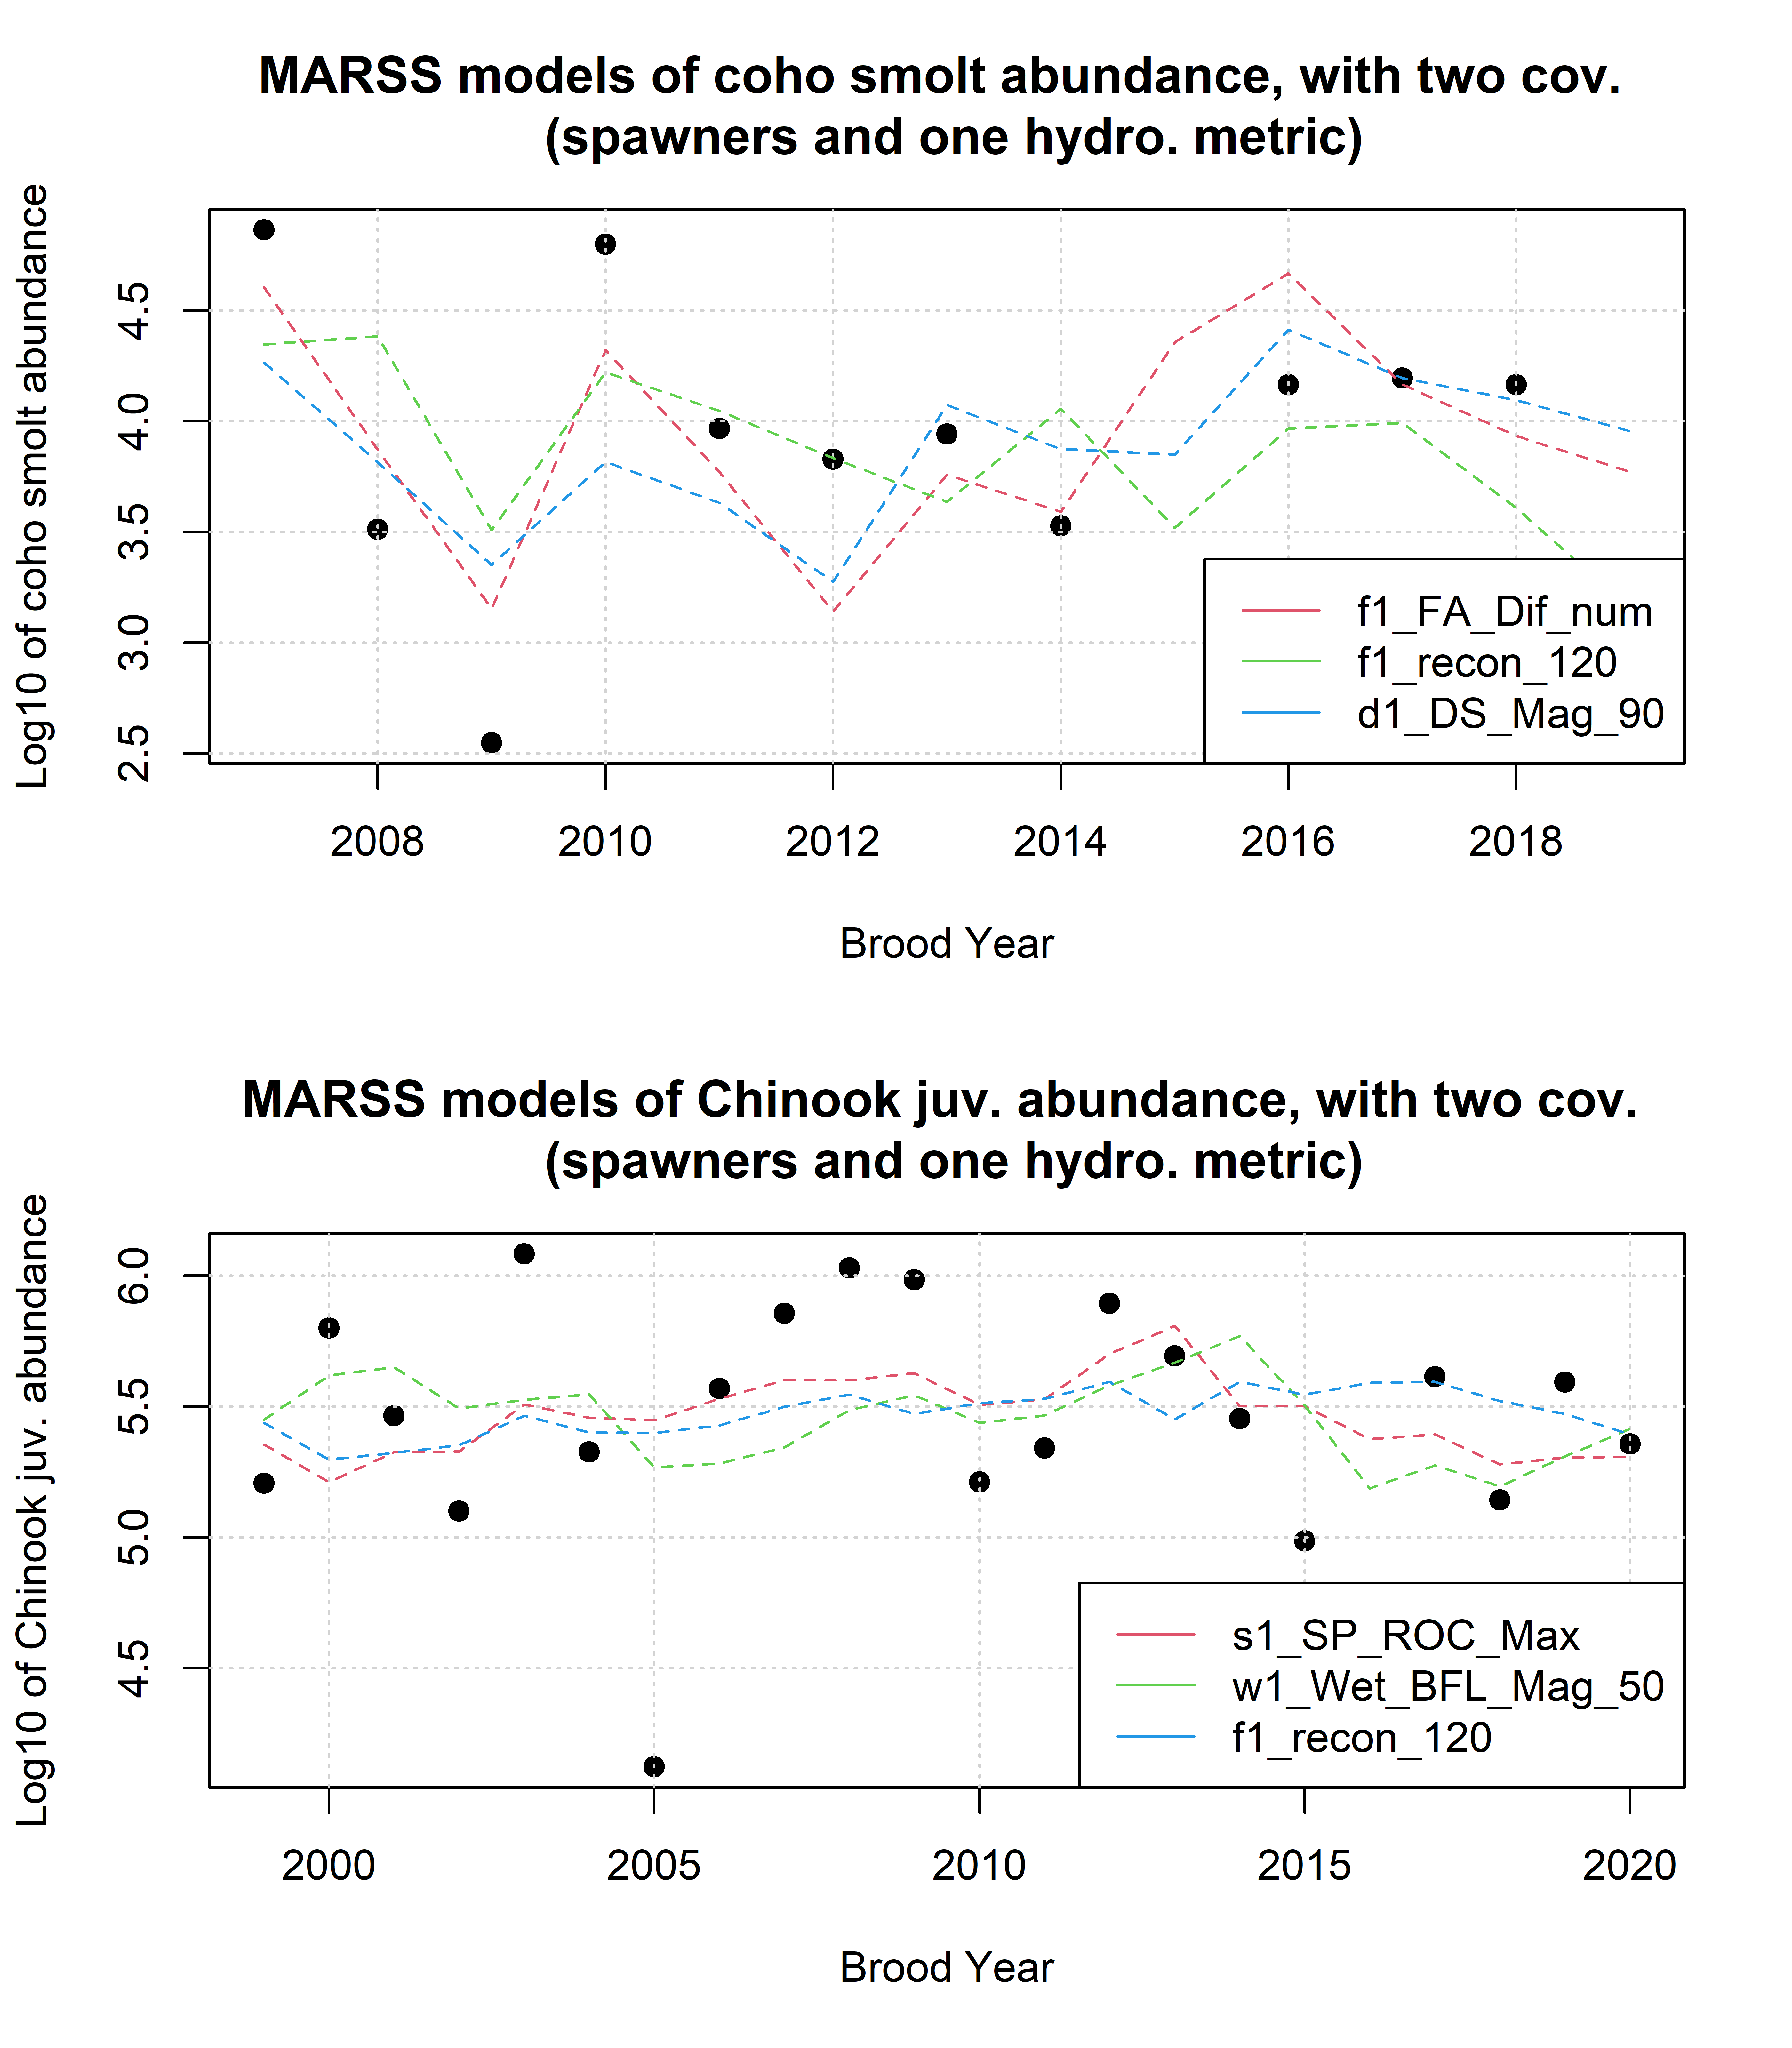 MARSS models of coho smolt abundance, with two cov.
(spawners and one hydro. metric)
Log10 of coho smolt abundance
4.5
4.0
3.5
3.0
2.5
f1_FA_Dif_num
f1_recon_120
d1_DS_Mag_90
2008 2010 2012 2014 2016 2018
Brood Year
MARSS models of Chinook juv. abundance, with two cov.
(spawners and one hydro. metric)
Log10 of Chinook juv. abundance
6.0
5.5
5.0
4.5
s1_SP_ROC_Max
w1_Wet_BFL_Mag_50
f1_recon_120
2000 2005 2010 2015 2020
Brood Year